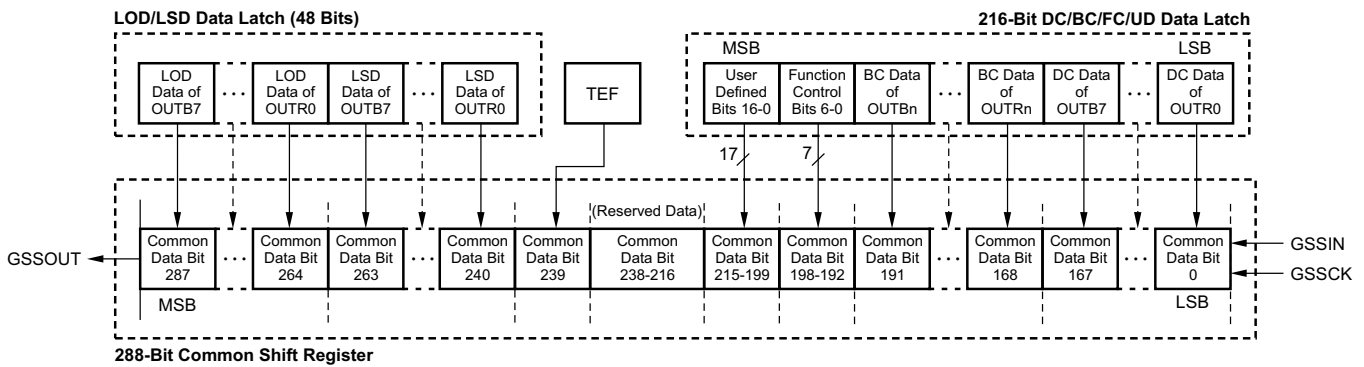 LOD/LSD Data Latch (48 Bits)
216-Bit DC/BC/FC/UD Data Latch
MSB
LSB
LOD
Data of
OUTB7
...
LOD
Data of
OUTR0
LSD
Data of
OUTB7
...
LSD
Data of
OUTR0
TEF
User
Defined
Bits 16-0
Function
Control
Bits 6-0
BC Data
of
OUTBn
...
BC Data
of
OUTRn
DC Data
of
OUTB7
...
DC Data
of
OUTR0
17
7
(Reserved Data)
GSSOUT
Common
Data Bit
287
...
Common
Data Bit
264
Common
Data Bit
263
...
Common
Data Bit
240
Common
Data Bit
239
Common
Data Bit
238-216
Common
Data Bit
215-199
Common
Data Bit
198-192
Common
Data Bit
191
...
Common
Data Bit
168
Common
Data Bit
167
...
Common
Data Bit
0
GSSIN
GSSCK
MSB
LSB
288-Bit Common Shift Register